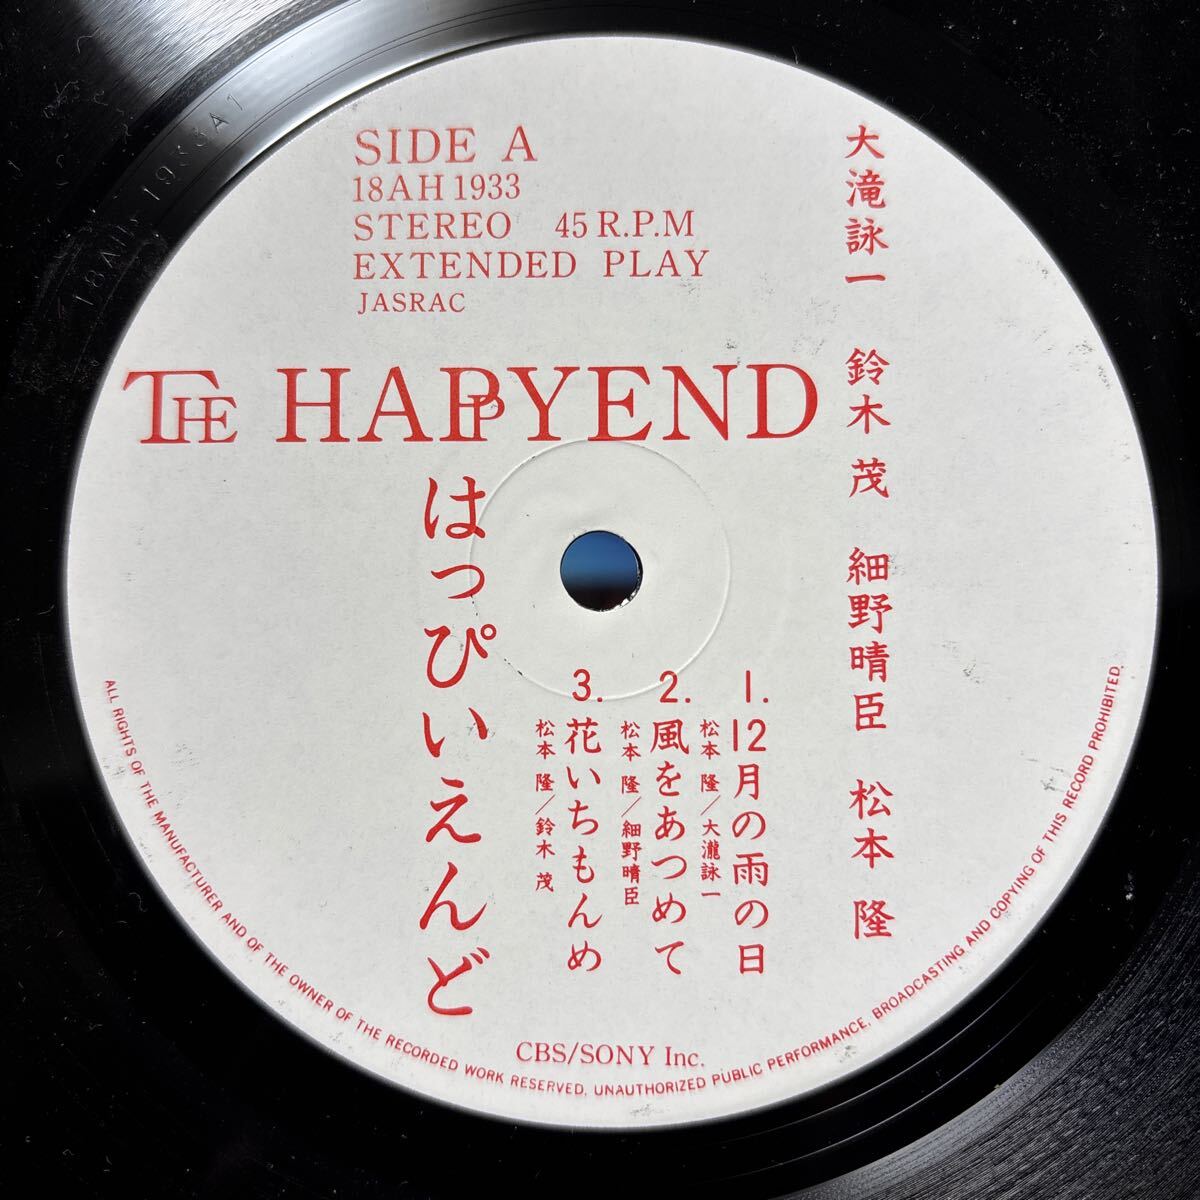 SIDE A
18AH 1933
STEREO 45 R.P.M
EXTENDED PLAY
JASRAC
THE HAPPYEND
大滝詠一 鈴木茂 細野晴臣 松本隆
はっぴいえんど
1. 12月の雨の日
松本隆/大瀧詠一
2. 風をあつめて
松本隆/細野晴臣
3. 花いちもんめ
松本隆/鈴木茂
CBS/SONY Inc.
ALL RIGHTS OF THE MANUFACTURER AND OF THE OWNER OF THE RECORDED WORK RESERVED. UNAUTHORIZED PUBLIC PERFORMANCE, BROADCASTING AND COPYING OF THIS RECORD PROHIBITED.
18AH 1933A1